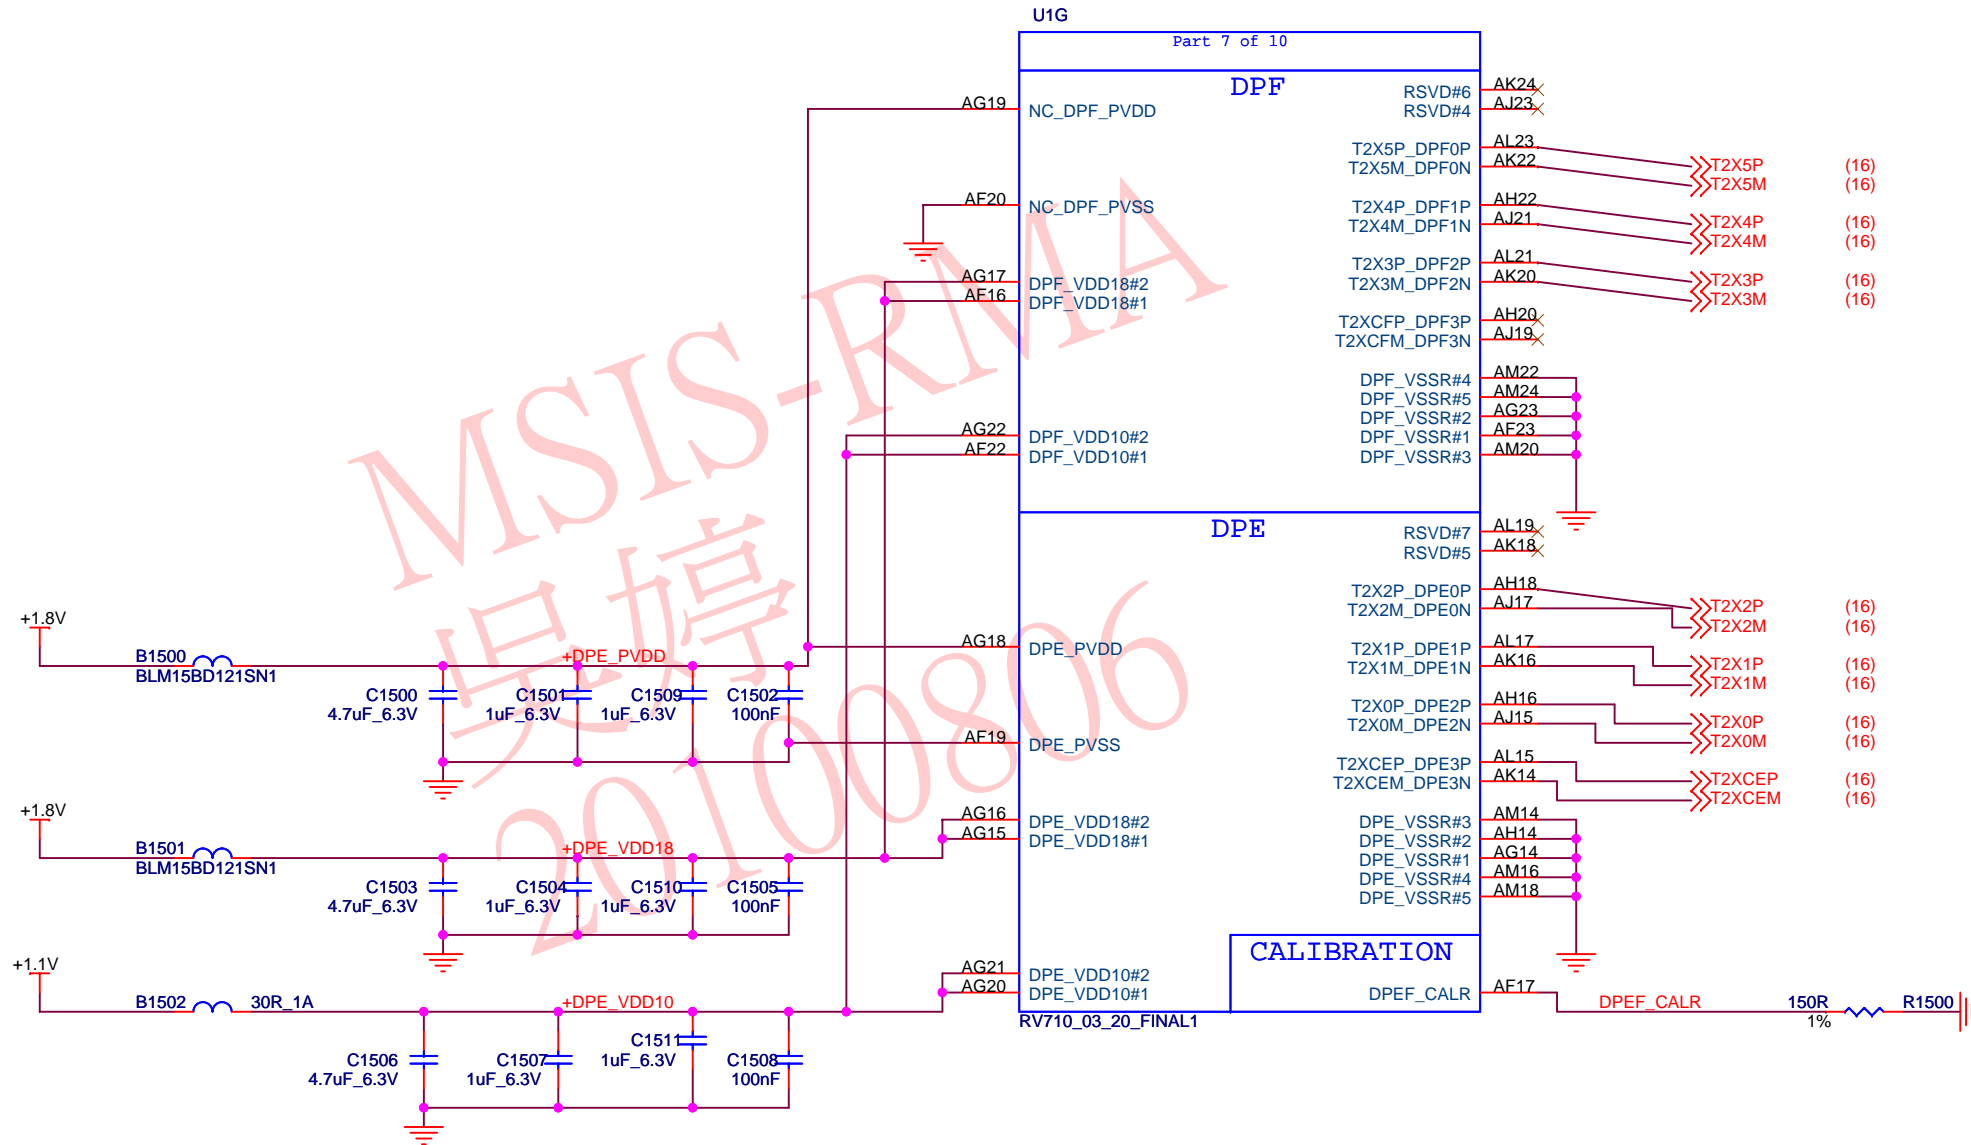 U1G
Part 7 of 10
DPF
AG19 NC_DPF_PVDD
AF20 NC_DPF_PVSS
AG17 DPF_VDD18#2
AF16 DPF_VDD18#1
AG22 DPF_VDD10#2
AF22 DPF_VDD10#1
RSVD#6 AK24
RSVD#4 AJ23
T2X5P_DPF0P AL23 T2X5P (16)
T2X5M_DPF0N AK22 T2X5M (16)
T2X4P_DPF1P AH22 T2X4P (16)
T2X4M_DPF1N AJ21 T2X4M (16)
T2X3P_DPF2P AL21 T2X3P (16)
T2X3M_DPF2N AK20 T2X3M (16)
T2XCFP_DPF3P AH20
T2XCFM_DPF3N AJ19
DPF_VSSR#4 AM22
DPF_VSSR#5 AM24
DPF_VSSR#2 AG23
DPF_VSSR#1 AF23
DPF_VSSR#3 AM20
DPE
AG18 DPE_PVDD
AF19 DPE_PVSS
AG16 DPE_VDD18#2
AG15 DPE_VDD18#1
AG21 DPE_VDD10#2
AG20 DPE_VDD10#1
RSVD#7 AL19
RSVD#5 AK18
T2X2P_DPE0P AH18 T2X2P (16)
T2X2M_DPE0N AJ17 T2X2M (16)
T2X1P_DPE1P AL17 T2X1P (16)
T2X1M_DPE1N AK16 T2X1M (16)
T2X0P_DPE2P AH16 T2X0P (16)
T2X0M_DPE2N AJ15 T2X0M (16)
T2XCEP_DPE3P AL15 T2XCEP (16)
T2XCEM_DPE3N AK14 T2XCEM (16)
DPE_VSSR#3 AM14
DPE_VSSR#2 AH14
DPE_VSSR#1 AG14
DPE_VSSR#4 AM16
DPE_VSSR#5 AM18
CALIBRATION
DPEF_CALR AF17 DPEF_CALR 150R R1500
1%
RV710_03_20_FINAL1
+1.8V
B1500 +DPE_PVDD
BLM15BD121SN1
C1500 C1501 C1509 C1502
4.7uF_6.3V 1uF_6.3V 1uF_6.3V 100nF
+1.8V
B1501 +DPE_VDD18
BLM15BD121SN1
C1503 C1504 C1510 C1505
4.7uF_6.3V 1uF_6.3V 1uF_6.3V 100nF
+1.1V
B1502 30R_1A +DPE_VDD10
C1506 C1507 C1511 C1508
4.7uF_6.3V 1uF_6.3V 1uF_6.3V 100nF
MSIS-RMA
吳婷
20100806